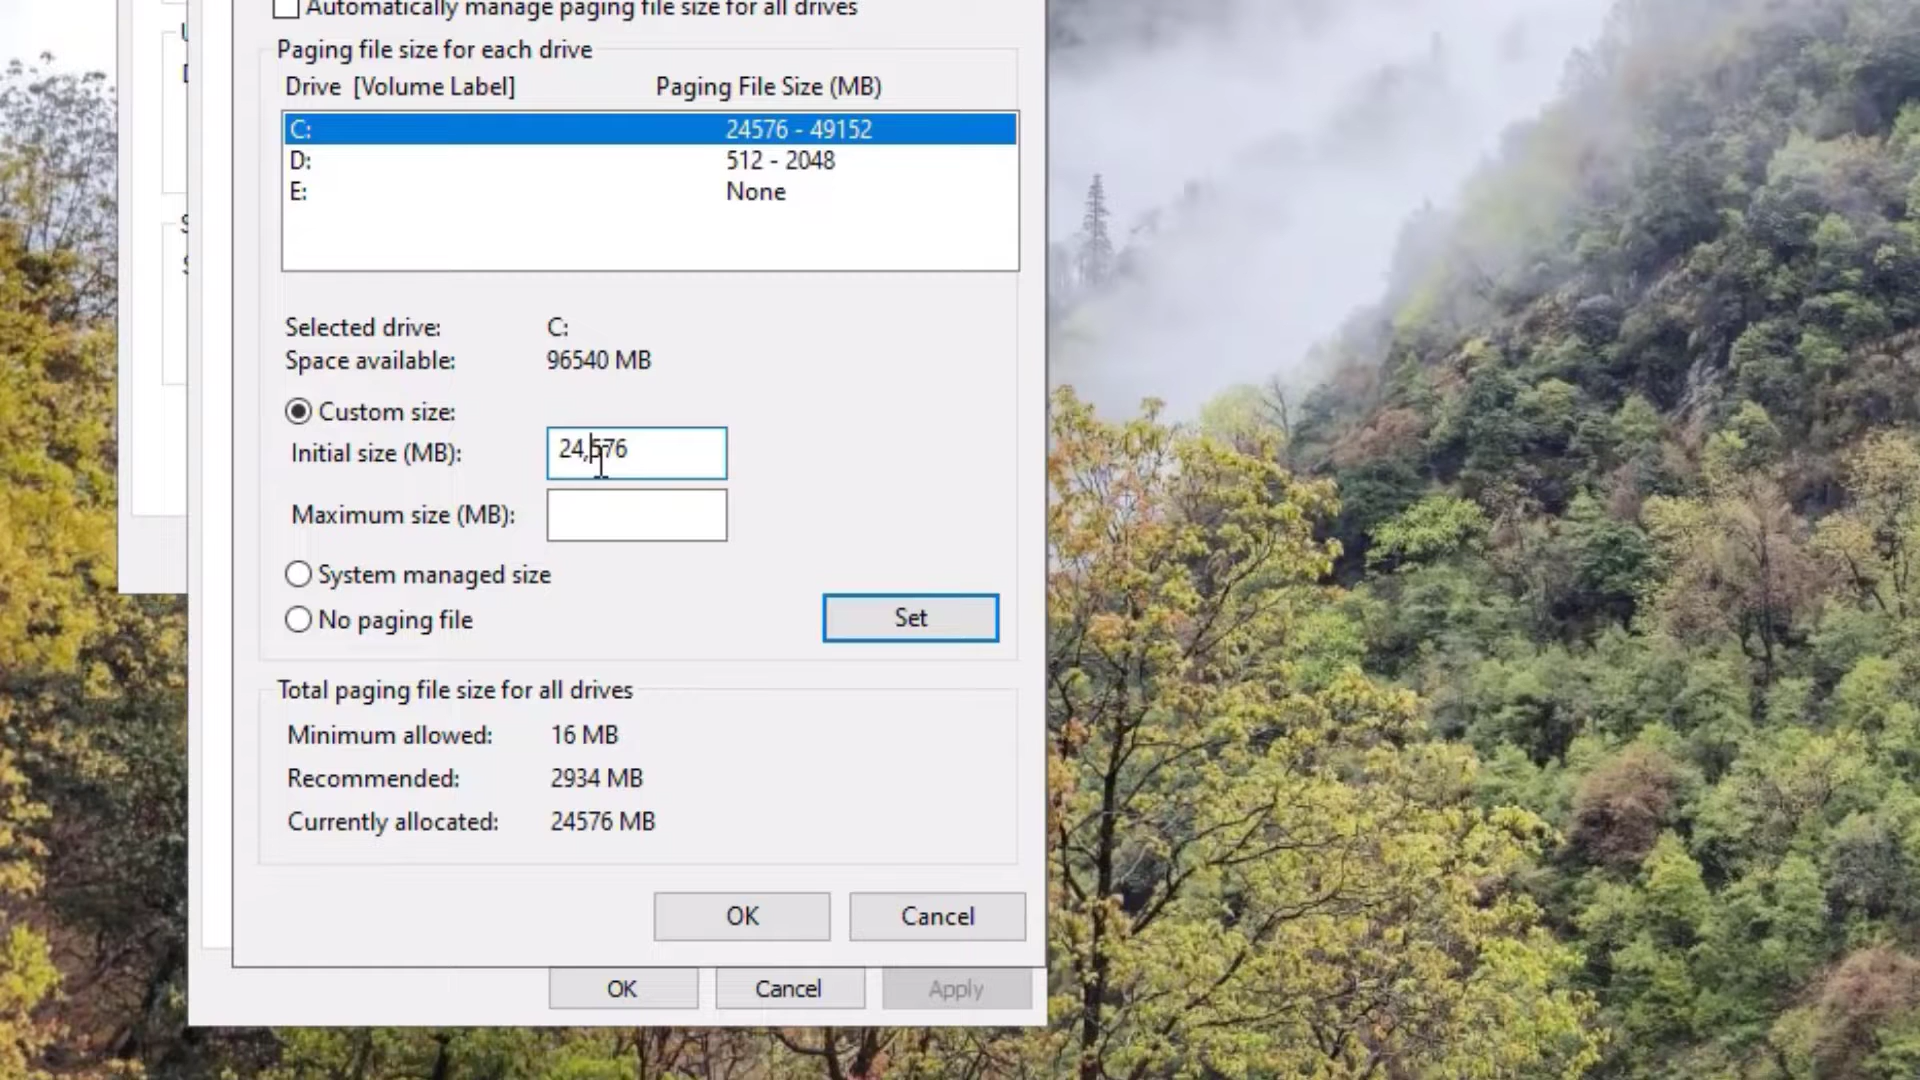 Automatically manage paging file size for all drives
Paging file size for each drive
Drive [Volume Label] Paging File Size (MB)
C: 24576 - 49152
D: 512 - 2048
E: None
Selected drive: C:
Space available: 96540 MB
Custom size:
Initial size (MB): 24,576
Maximum size (MB):
System managed size
No paging file
Set
Total paging file size for all drives
Minimum allowed: 16 MB
Recommended: 2934 MB
Currently allocated: 24576 MB
OK Cancel
OK Cancel Apply